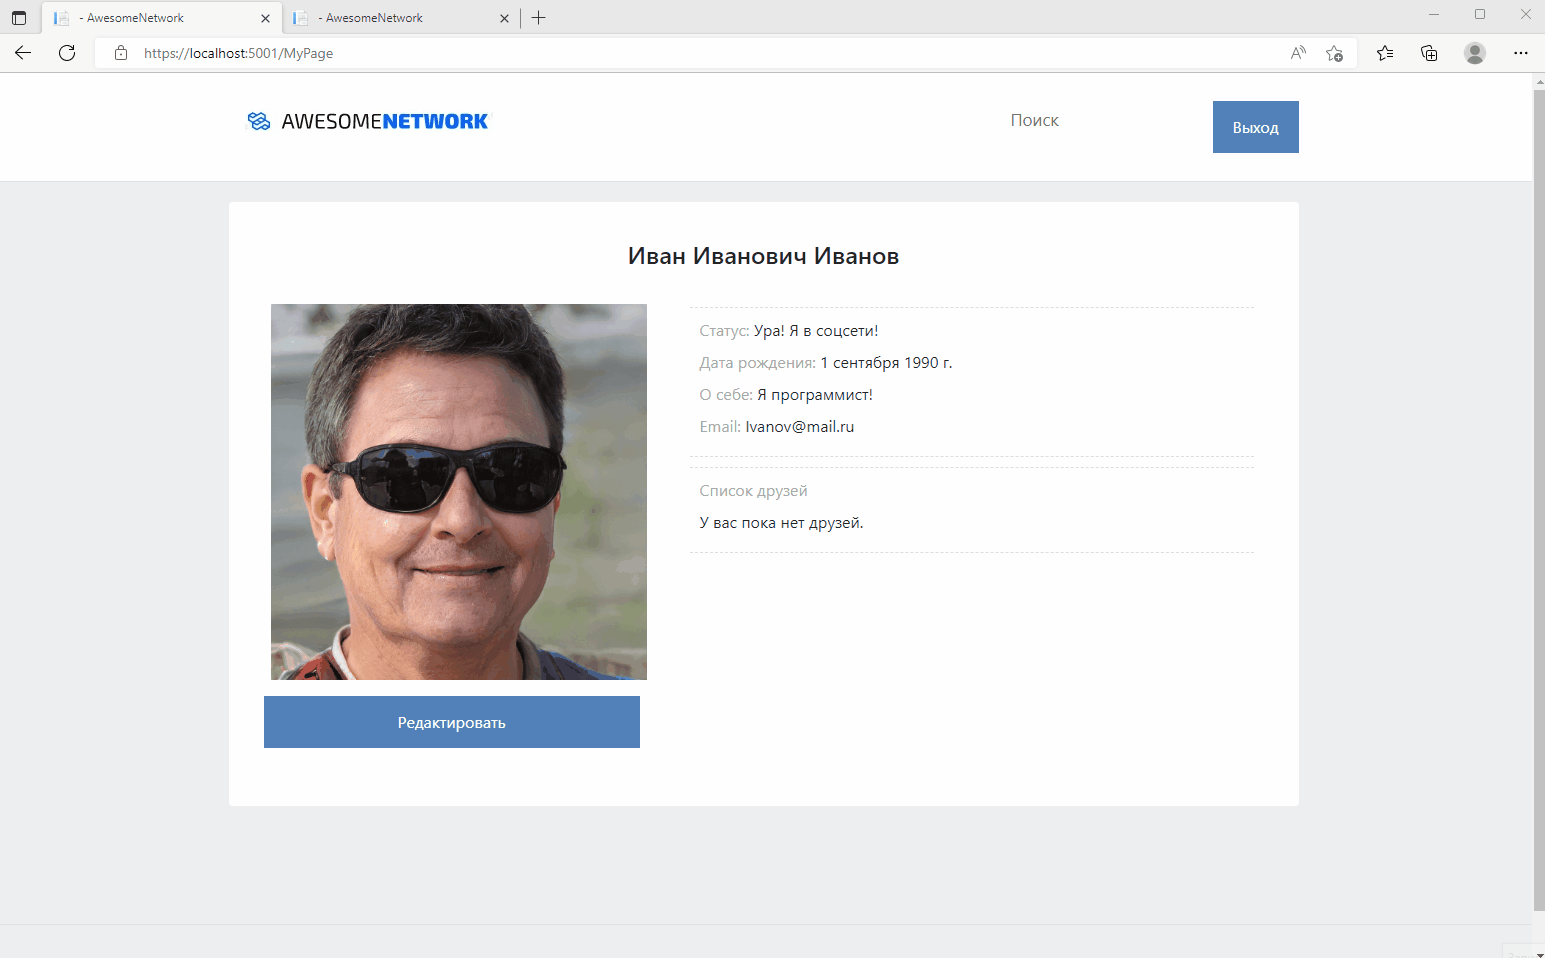 - AwesomeNetwork
- AwesomeNetwork
https://localhost:5001/MyPage
AWESOMENETWORK
Поиск
Выход
Иван Иванович Иванов
Статус: Ура! Я в соцсети!
Дата рождения: 1 сентября 1990 г.
О себе: Я программист!
Email: Ivanov@mail.ru
Список друзей
У вас пока нет друзей.
Редактировать